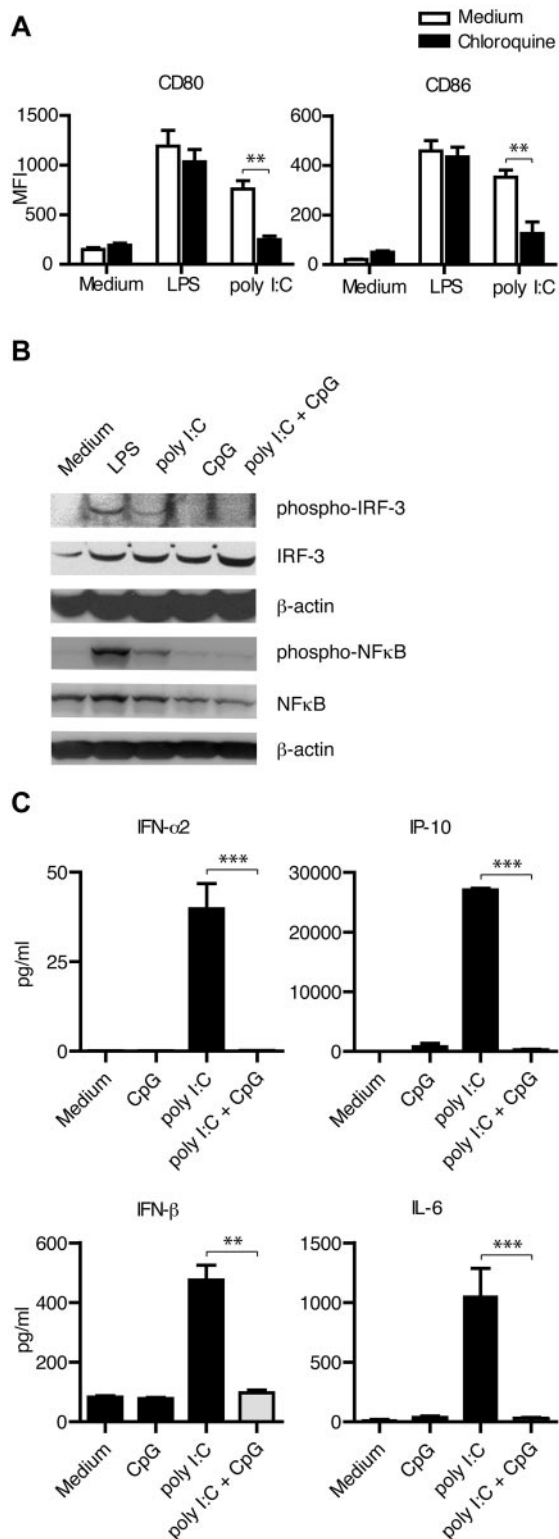 A
Medium
Chloroquine
CD80
CD86
1500
1000
500
0
MFI
**
Medium
LPS
poly I:C
600
400
200
0
**
Medium
LPS
poly I:C
B
Medium
LPS
poly I:C
CpG
poly I:C + CpG
phospho-IRF-3
IRF-3
β-actin
phospho-NFκB
NFκB
β-actin
C
IFN-α2
IP-10
50
25
0
pg/ml
***
Medium
CpG
poly I:C
poly I:C + CpG
30000
20000
10000
0
***
Medium
CpG
poly I:C
poly I:C + CpG
IFN-β
IL-6
600
400
200
0
pg/ml
**
Medium
CpG
poly I:C
poly I:C + CpG
1500
1000
500
0
***
Medium
CpG
poly I:C
poly I:C + CpG